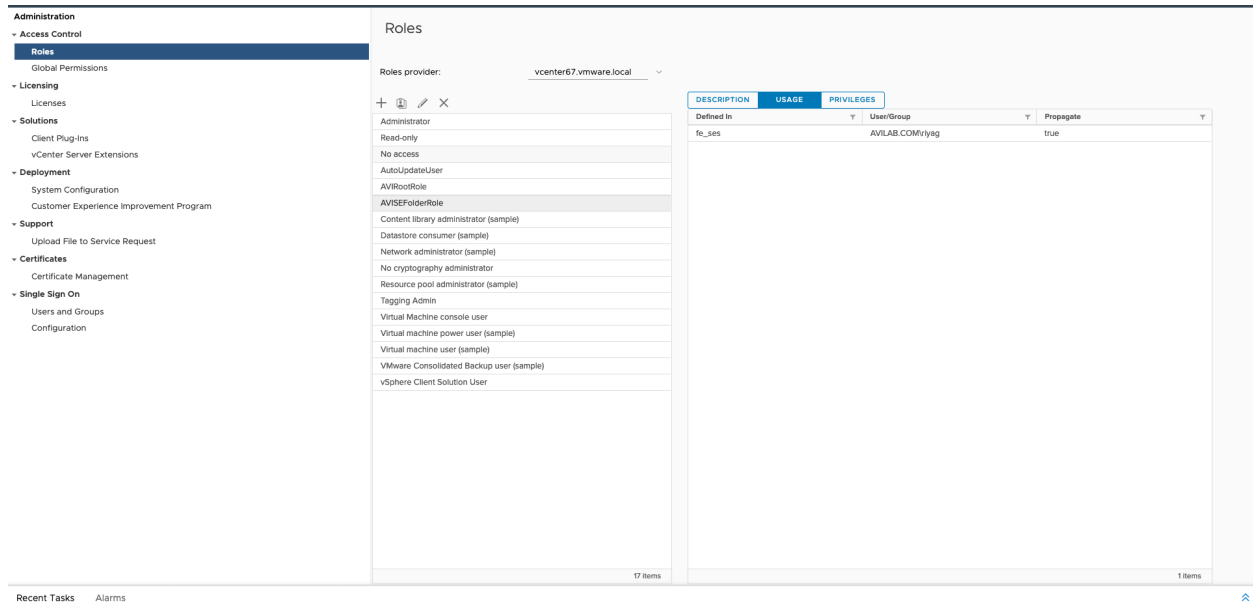 Administration
Access Control
Roles
Global Permissions
Licensing
Licenses
Solutions
Client Plug-Ins
vCenter Server Extensions
Deployment
System Configuration
Customer Experience Improvement Program
Support
Upload File to Service Request
Certificates
Certificate Management
Single Sign On
Users and Groups
Configuration
Roles
Roles provider: vcenter67.vmware.local
Administrator
Read-only
No access
AutoUpdateUser
AVIRootRole
AVISEFolderRole
Content library administrator (sample)
Datastore consumer (sample)
Network administrator (sample)
No cryptography administrator
Resource pool administrator (sample)
Tagging Admin
Virtual Machine console user
Virtual machine power user (sample)
Virtual machine user (sample)
VMware Consolidated Backup user (sample)
vSphere Client Solution User
17 items
DESCRIPTION USAGE PRIVILEGES
Defined In User/Group Propagate
fe_ses AVILAB.COM\riyag true
1 items
Recent Tasks Alarms